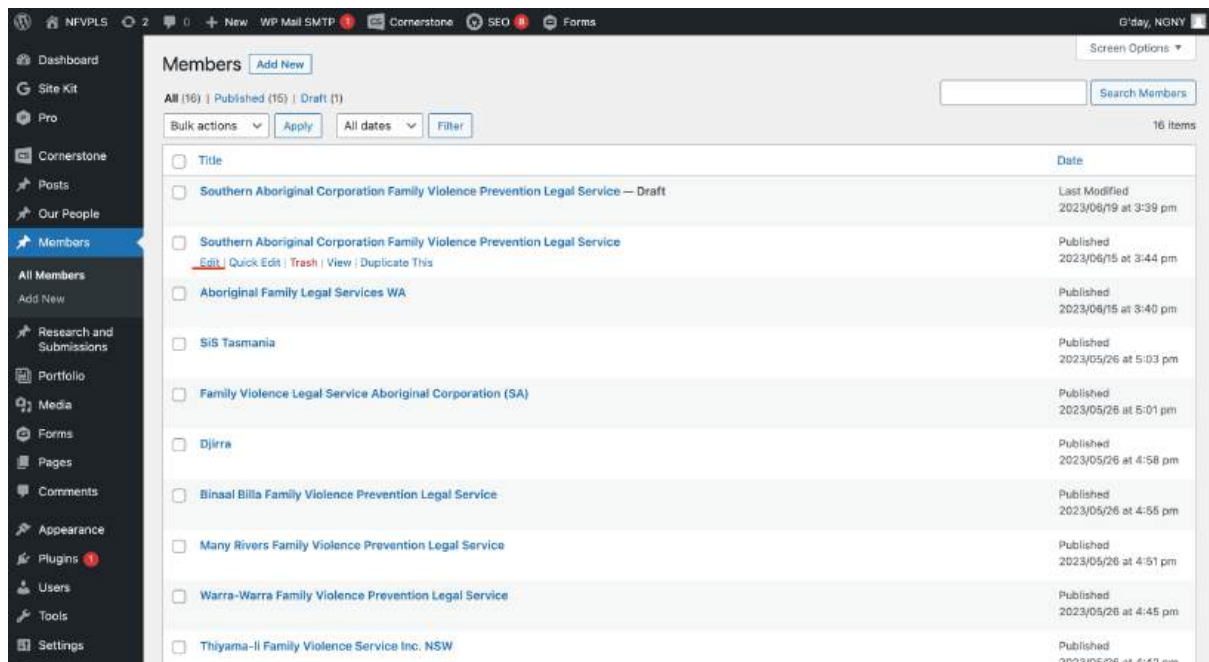 NFVPLS 2 0 + New WP Mail SMTP 1 Cornerstone SEO 8 Forms G'day, NGNY
Screen Options ▼
Dashboard
Site Kit
Pro
Cornerstone
Posts
Our People
Members
All Members
Add New
Research and
Submissions
Portfolio
Media
Forms
Pages
Comments
Appearance
Plugins 1
Users
Tools
Settings
Members Add New
All (16) | Published (15) | Draft (1)
Search Members
Bulk actions Apply All dates Filter 16 items
Title Date
Southern Aboriginal Corporation Family Violence Prevention Legal Service — Draft Last Modified
2023/06/19 at 3:39 pm
Southern Aboriginal Corporation Family Violence Prevention Legal Service Published
Edit | Quick Edit | Trash | View | Duplicate This 2023/06/15 at 3:44 pm
Aboriginal Family Legal Services WA Published
2023/06/15 at 3:40 pm
SiS Tasmania Published
2023/05/26 at 5:03 pm
Family Violence Legal Service Aboriginal Corporation (SA) Published
2023/05/26 at 5:01 pm
Djirra Published
2023/05/26 at 4:58 pm
Binaal Billa Family Violence Prevention Legal Service Published
2023/05/26 at 4:55 pm
Many Rivers Family Violence Prevention Legal Service Published
2023/05/26 at 4:51 pm
Warra-Warra Family Violence Prevention Legal Service Published
2023/05/26 at 4:45 pm
Thiyama-li Family Violence Service Inc. NSW Published